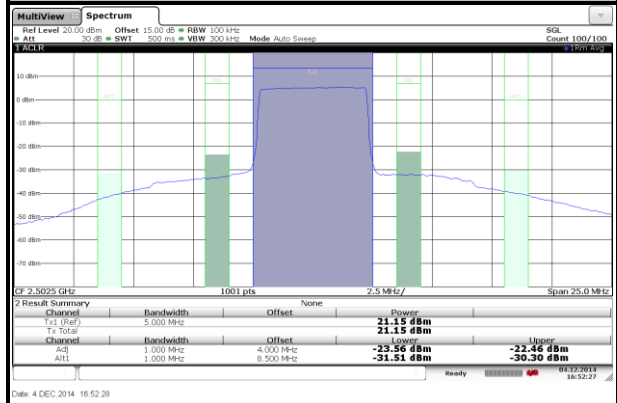 MultiView Spectrum
Ref Level 20.00 dBm Offset 15.00 dB RBW 100 kHz SGL
Att 30 dB SWT 500 ms VBW 300 kHz Mode Auto Sweep Count 100/100
1 ACLR 1Rm Avg
10 dBm
0 dBm
-10 dBm
-20 dBm
-30 dBm
-40 dBm
-50 dBm
-60 dBm
-70 dBm
CF 2.5025 GHz 1001 pts 2.5 MHz/ Span 25.0 MHz
2 Result Summary None
Channel Bandwidth Offset Power
Tx1 (Ref) 5.000 MHz 21.15 dBm
Tx Total 21.15 dBm
Channel Bandwidth Offset Lower Upper
Adj 1.000 MHz 4.000 MHz -23.56 dBm -22.46 dBm
Alt1 1.000 MHz 8.500 MHz -31.51 dBm -30.30 dBm
Ready 04.12.2014
16:52:27
Date: 4.DEC.2014 16:52:28